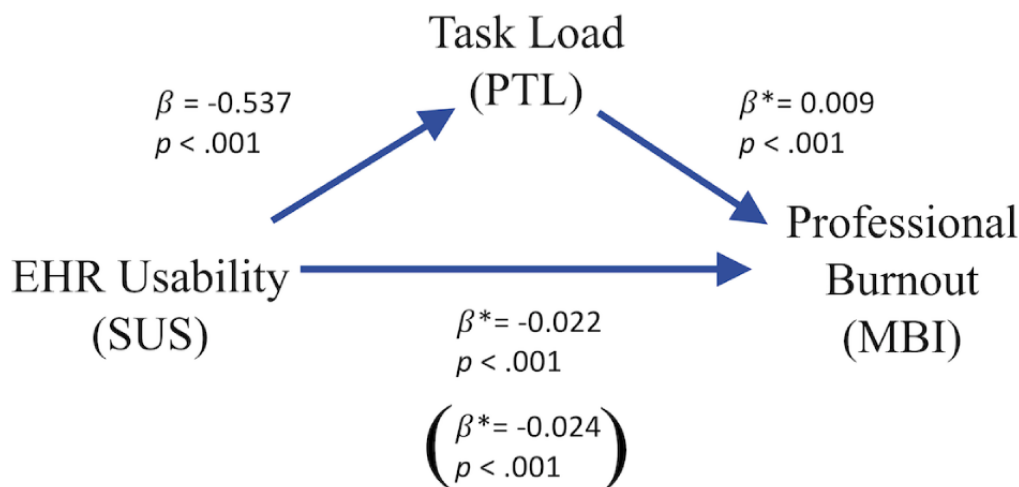 Task Load
(PTL)
β = -0.537
p < .001
β*= 0.009
p < .001
EHR Usability
(SUS)
Professional
Burnout
(MBI)
β*= -0.022
p < .001
(β*= -0.024
p < .001)